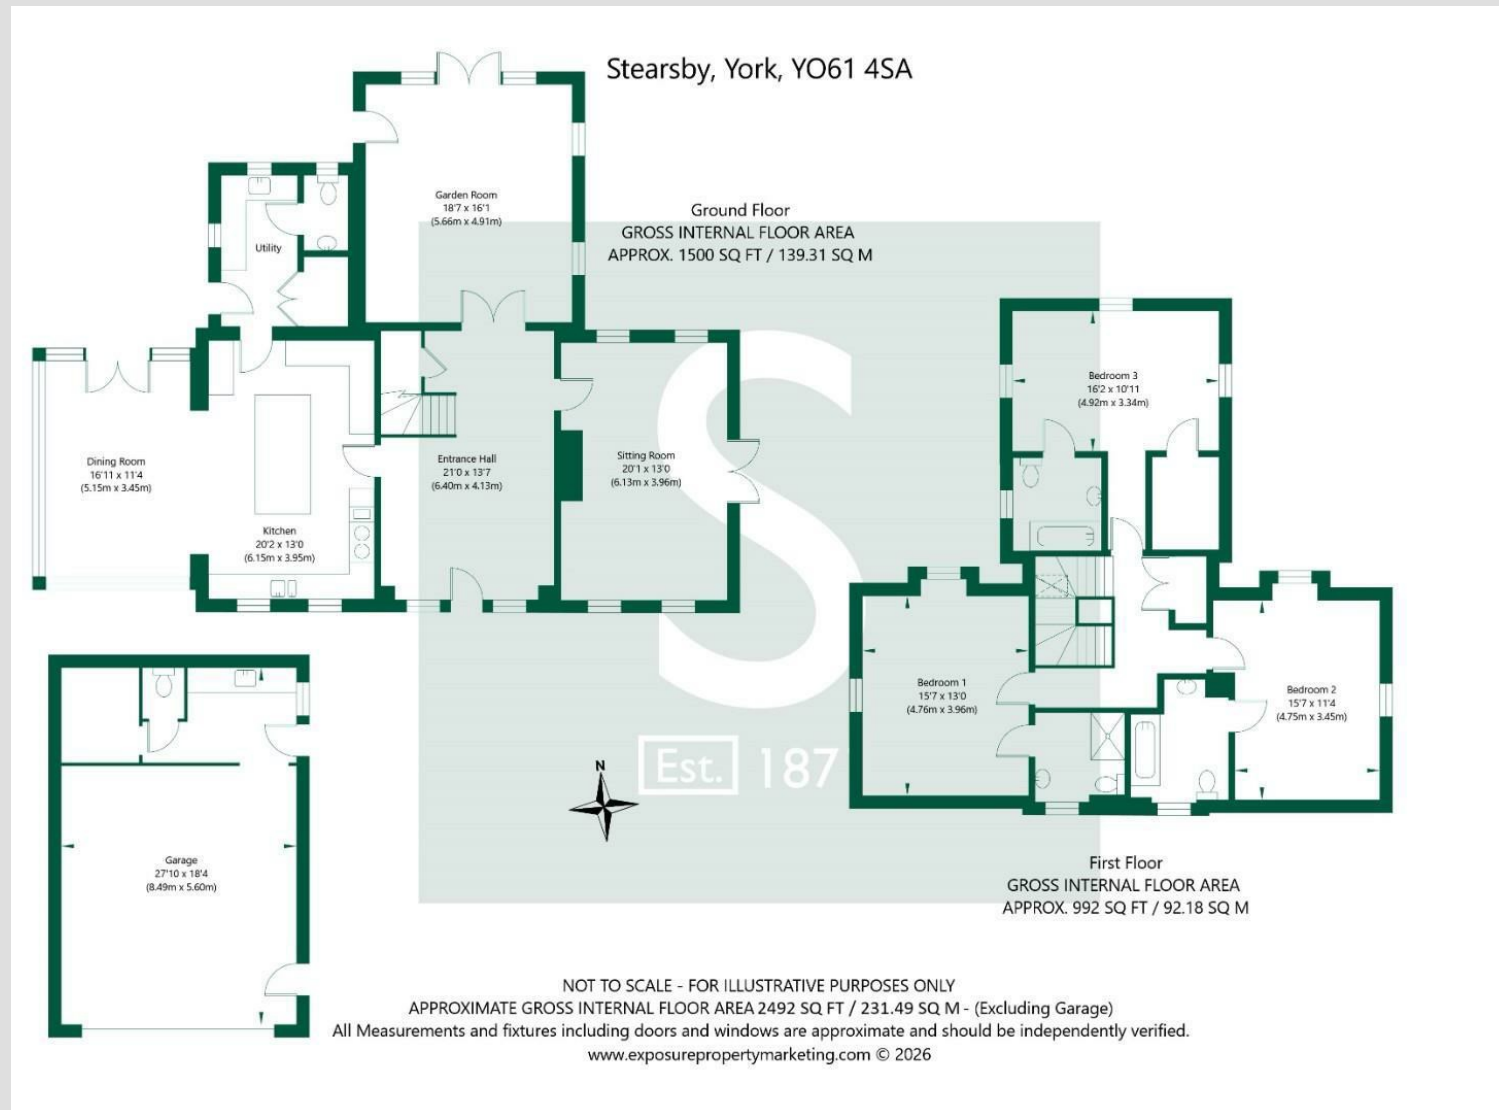 Stearsby, York, YO61 4SA
Garden Room
18'7 x 16'1
(5.66m x 4.91m)
Ground Floor
GROSS INTERNAL FLOOR AREA
APPROX. 1500 SQ FT / 139.31 SQ M
Utility
Dining Room
16'11 x 11'4
(5.15m x 3.45m)
Kitchen
20'2 x 13'0
(6.15m x 3.95m)
Entrance Hall
21'0 x 13'7
(6.40m x 4.13m)
Sitting Room
20'1 x 13'0
(6.13m x 3.96m)
Bedroom 3
16'2 x 10'11
(4.92m x 3.34m)
Bedroom 1
15'7 x 13'0
(4.76m x 3.96m)
Bedroom 2
15'7 x 11'4
(4.75m x 3.45m)
S
Est. 187
N
Garage
27'10 x 18'4
(8.49m x 5.60m)
First Floor
GROSS INTERNAL FLOOR AREA
APPROX. 992 SQ FT / 92.18 SQ M
NOT TO SCALE - FOR ILLUSTRATIVE PURPOSES ONLY
APPROXIMATE GROSS INTERNAL FLOOR AREA 2492 SQ FT / 231.49 SQ M - (Excluding Garage)
All Measurements and fixtures including doors and windows are approximate and should be independently verified.
www.exposurepropertymarketing.com © 2026